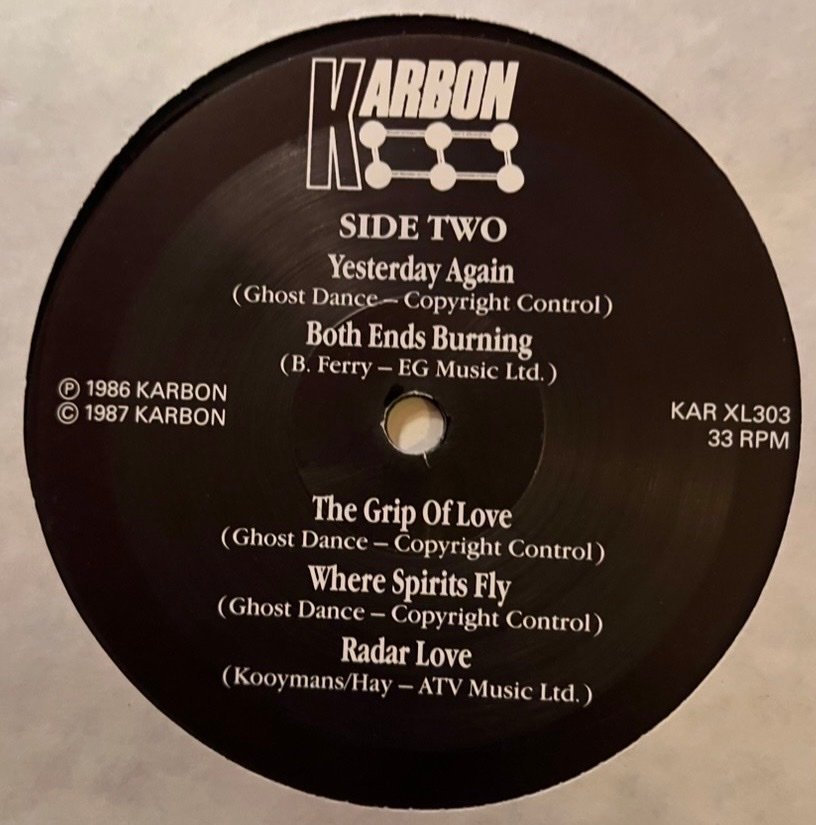 KARBON
SIDE TWO
Yesterday Again
(Ghost Dance – Copyright Control)
Both Ends Burning
(B. Ferry – EG Music Ltd.)
℗ 1986 KARBON
© 1987 KARBON
KAR XL303
33 RPM
The Grip Of Love
(Ghost Dance – Copyright Control)
Where Spirits Fly
(Ghost Dance – Copyright Control)
Radar Love
(Kooymans/Hay – ATV Music Ltd.)